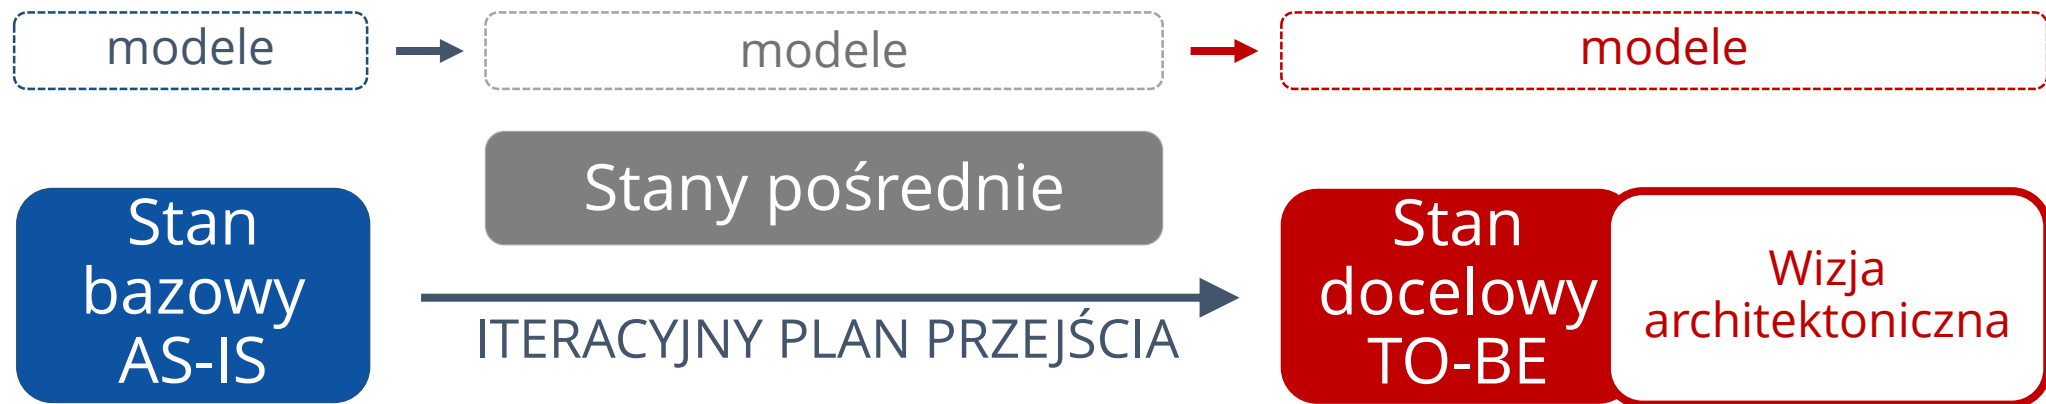 modele
modele
modele
Stany pośrednie
Stan
bazowy
AS-IS
ITERACYJNY PLAN PRZEJŚCIA
Stan
docelowy
TO-BE
Wizja
architektoniczna